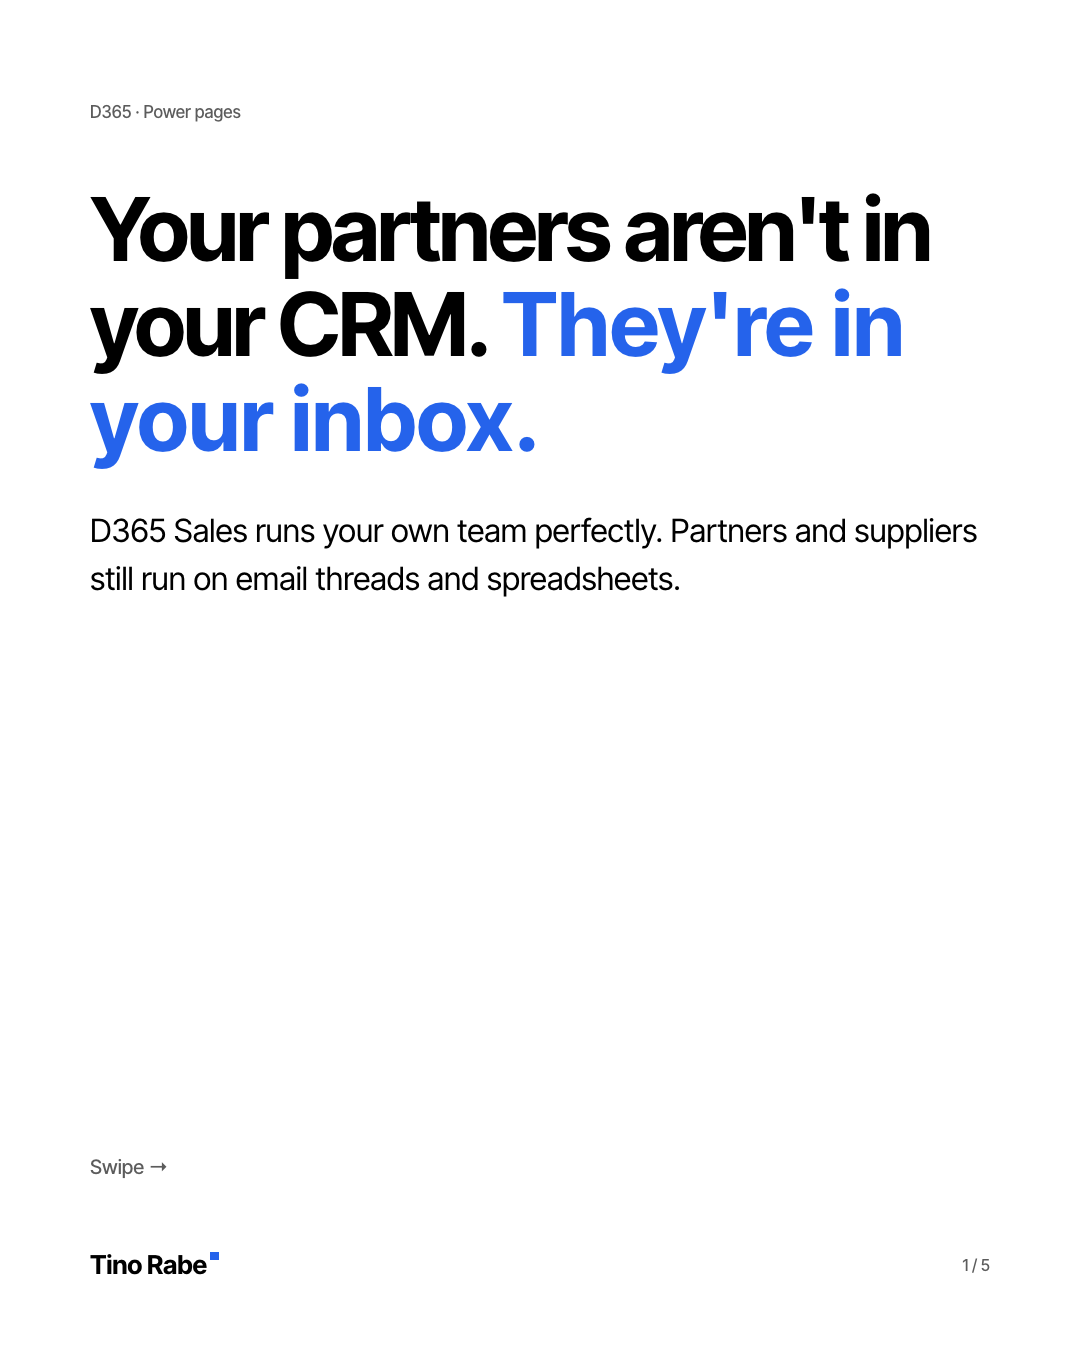 D365 · Power pages
Your partners aren't in
your CRM. They're in
your inbox.
D365 Sales runs your own team perfectly. Partners and suppliers
still run on email threads and spreadsheets.
Swipe →
Tino Rabe
1 / 5